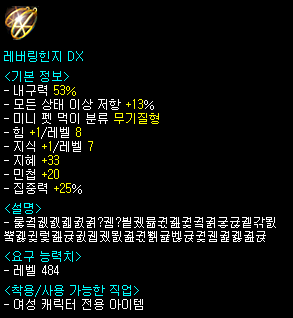 레버링힌지 DX
<기본 정보>
- 내구력 53%
- 모든 상태 이상 저항 +13%
- 미니 펫 먹이 분류 무기질형
- 힘 +1/레벨 8
- 지식 +1/레벨 7
- 지혜 +33
- 민첩 +20
- 집중력 +25%
<설명>
<요구 능력치>
- 레벨 484
<착용/사용 가능한 직업>
- 여성 캐릭터 전용 아이템